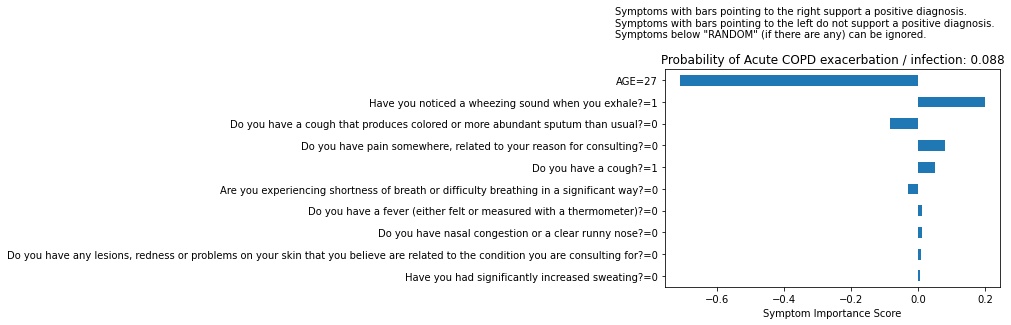 Symptoms with bars pointing to the right support a positive diagnosis.
Symptoms with bars pointing to the left do not support a positive diagnosis.
Symptoms below "RANDOM" (if there are any) can be ignored.
Probability of Acute COPD exacerbation / infection: 0.088
AGE=27
Have you noticed a wheezing sound when you exhale?=1
Do you have a cough that produces colored or more abundant sputum than usual?=0
Do you have pain somewhere, related to your reason for consulting?=0
Do you have a cough?=1
Are you experiencing shortness of breath or difficulty breathing in a significant way?=0
Do you have a fever (either felt or measured with a thermometer)?=0
Do you have nasal congestion or a clear runny nose?=0
Do you have any lesions, redness or problems on your skin that you believe are related to the condition you are consulting for?=0
Have you had significantly increased sweating?=0
−0.6 −0.4 −0.2 0.0 0.2
Symptom Importance Score